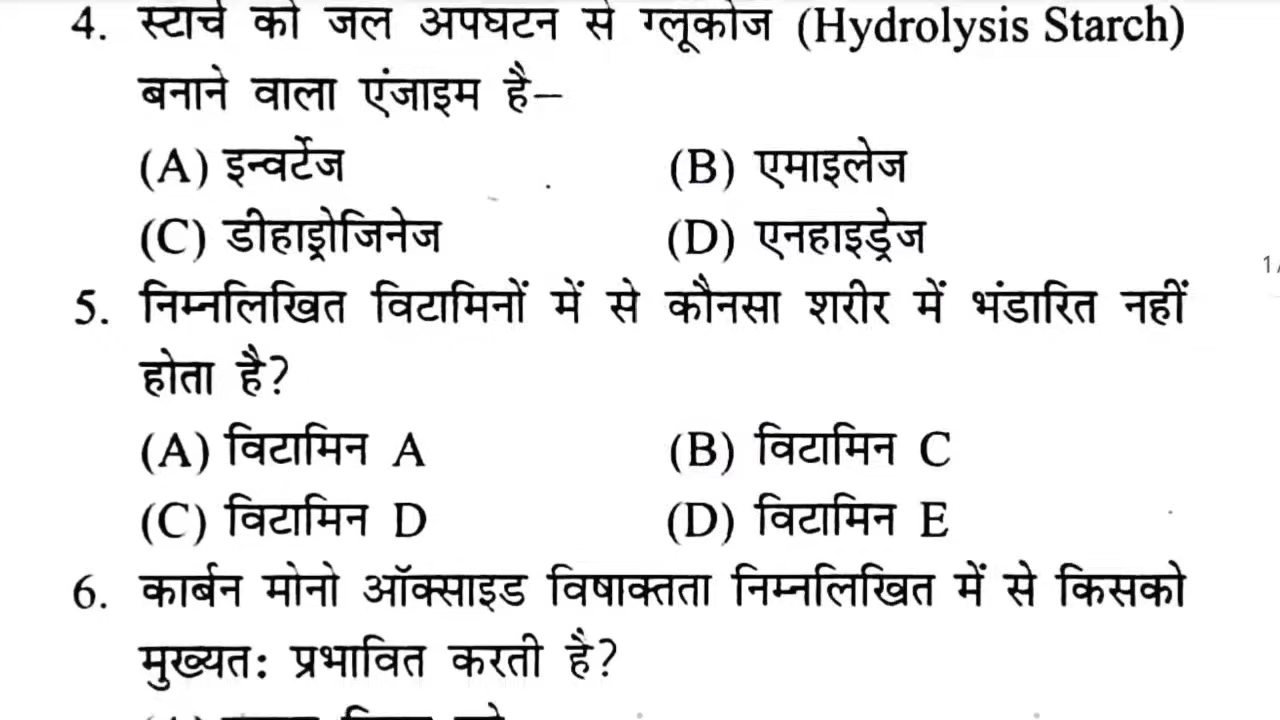 4. स्टार्च को जल अपघटन से ग्लूकोज (Hydrolysis Starch)
बनाने वाला एंजाइम है–
(A) इन्वर्टेज (B) एमाइलेज
(C) डीहाइड्रोजिनेज (D) एनहाइड्रेज
5. निम्नलिखित विटामिनों में से कौनसा शरीर में भंडारित नहीं
होता है?
(A) विटामिन A (B) विटामिन C
(C) विटामिन D (D) विटामिन E
6. कार्बन मोनो ऑक्साइड विषाक्तता निम्नलिखित में से किसको
मुख्यतः प्रभावित करती है?